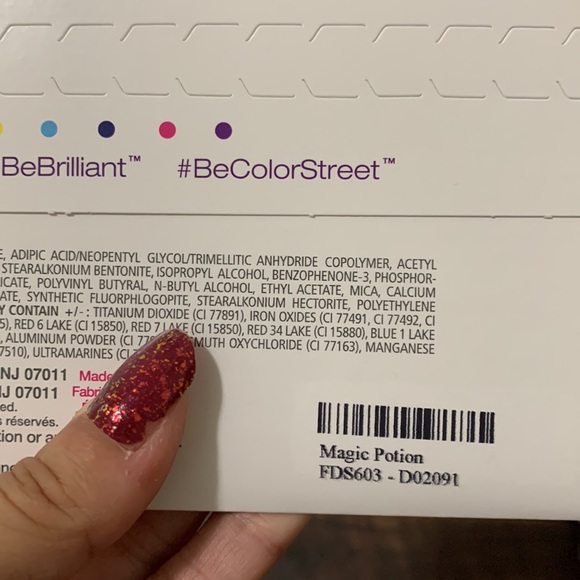 BeBrilliant™ #BeColorStreet™
E, ADIPIC ACID/NEOPENTYL GLYCOL/TRIMELLITIC ANHYDRIDE COPOLYMER, ACETYL
STEARALKONIUM BENTONITE, ISOPROPYL ALCOHOL, BENZOPHENONE-3, PHOSPHOR-
ICATE, POLYVINYL BUTYRAL, N-BUTYL ALCOHOL, ETHYL ACETATE, MICA, CALCIUM
ATE, SYNTHETIC FLUORPHLOGOPITE, STEARALKONIUM HECTORITE, POLYETHYLENE
Y CONTAIN +/- : TITANIUM DIOXIDE (CI 77891), IRON OXIDES (CI 77491, CI 77492, CI
5), RED 6 LAKE (CI 15850), RED 7 LAKE (CI 15850), RED 34 LAKE (CI 15880), BLUE 1 LAKE
, ALUMINUM POWDER (CI 77 MUTH OXYCHLORIDE (CI 77163), MANGANESE
7510), ULTRAMARINES (CI
NJ 07011 Made
NJ 07011 Fabri
ed.
s réservés.
tion or a
Magic Potion
FDS603 - D02091